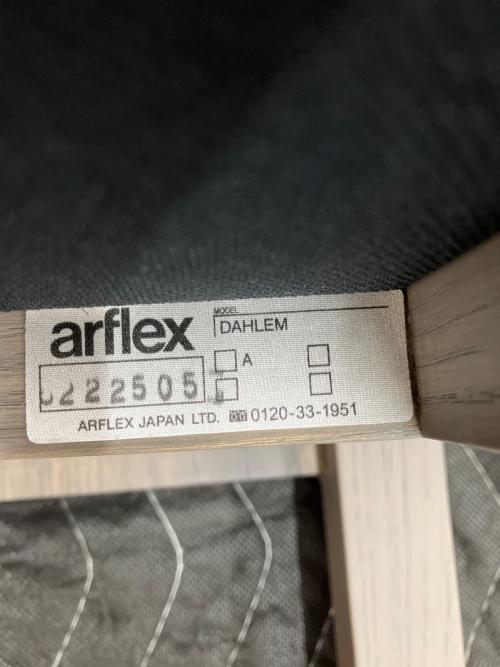 arflex
MODEL
DAHLEM
A
222505
ARFLEX JAPAN LTD. 0120-33-1951